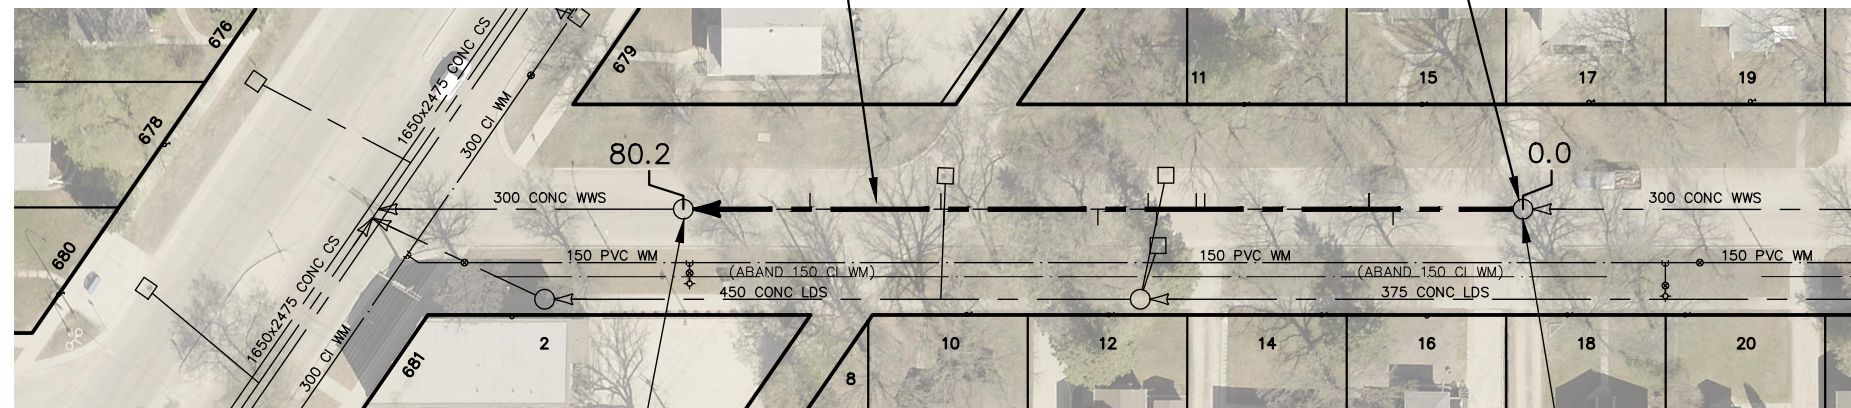 676
678
680
1650x2475 CONC CS
300 CI WM
679
11
15
17
19
80.2
0.0
300 CONC WWS
300 CONC WWS
150 PVC WM
150 PVC WM
150 PVC WM
(ABAND 150 CI WM)
(ABAND 150 CI WM)
450 CONC LDS
375 CONC LDS
1650x2475 CONC CS
300 CI WM
681
2
8
10
12
14
16
18
20